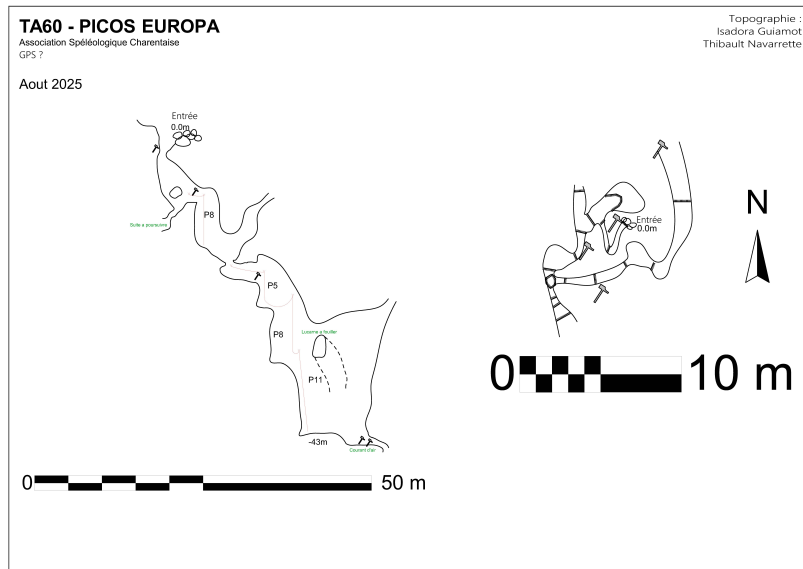 TA60 - PICOS EUROPA
Association Spéléologique Charentaise
GPS ?
Aout 2025
Topographie :
Isadora Guiamot
Thibault Navarrette
Entrée
0.0m
P8
Suite a poursuivre
P5
P8
Lucarne a fouiller
P11
-43m
Courant d'air
0
50 m
Entrée
0.0m
N
0
10 m